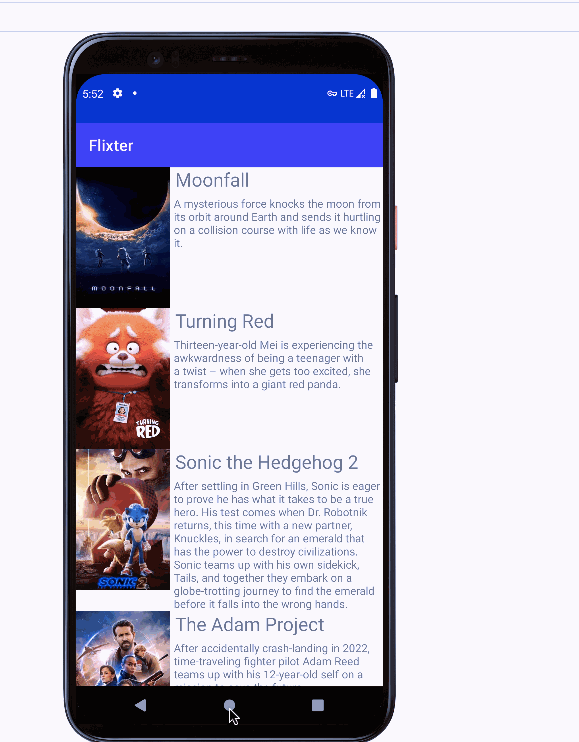 5:52
LTE
Flixter
Moonfall
A mysterious force knocks the moon from
its orbit around Earth and sends it hurtling
on a collision course with life as we know
it.
MOONFALL
Turning Red
Thirteen-year-old Mei is experiencing the
awkwardness of being a teenager with
a twist – when she gets too excited, she
transforms into a giant red panda.
TURNING
RED
Sonic the Hedgehog 2
After settling in Green Hills, Sonic is eager
to prove he has what it takes to be a true
hero. His test comes when Dr. Robotnik
returns, this time with a new partner,
Knuckles, in search for an emerald that
has the power to destroy civilizations.
Sonic teams up with his own sidekick,
Tails, and together they embark on a
globe-trotting journey to find the emerald
before it falls into the wrong hands.
SONIC 2
The Adam Project
After accidentally crash-landing in 2022,
time-traveling fighter pilot Adam Reed
teams up with his 12-year-old self on a